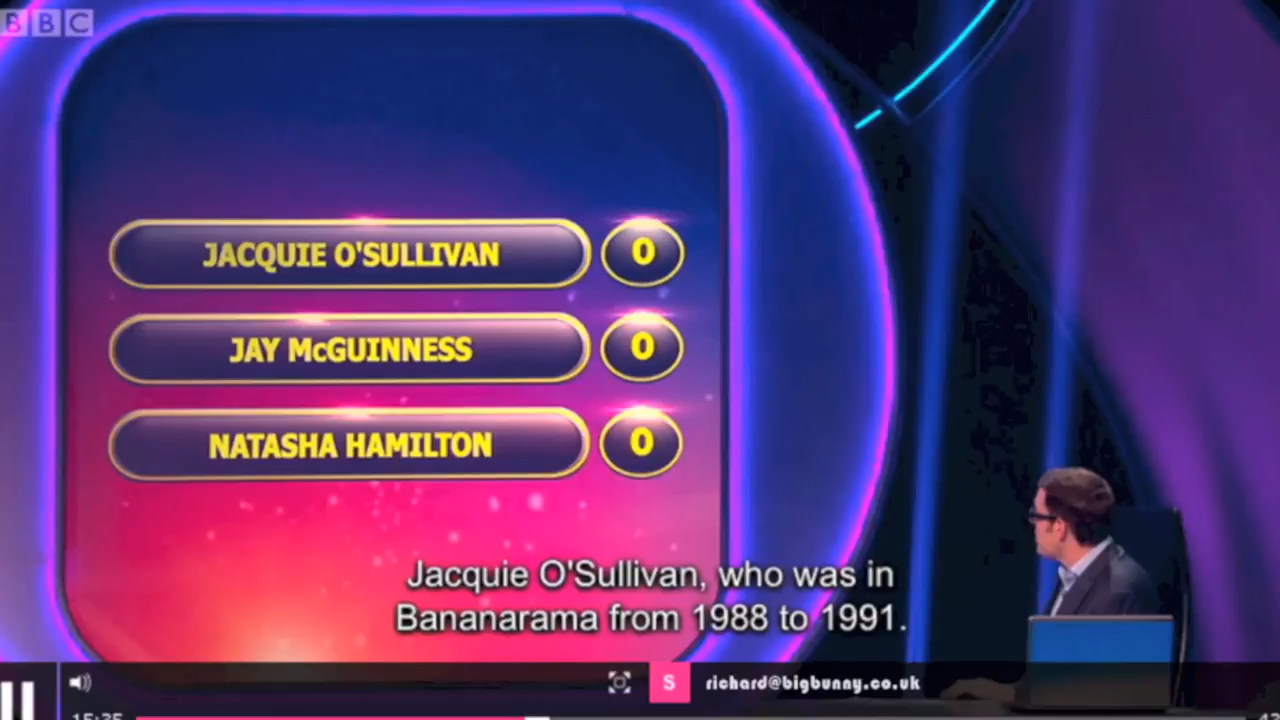 BBC
JACQUIE O'SULLIVAN 0
JAY McGUINNESS 0
NATASHA HAMILTON 0
Jacquie O'Sullivan, who was in
Bananarama from 1988 to 1991.
S richard@bigbunny.co.uk
15:35